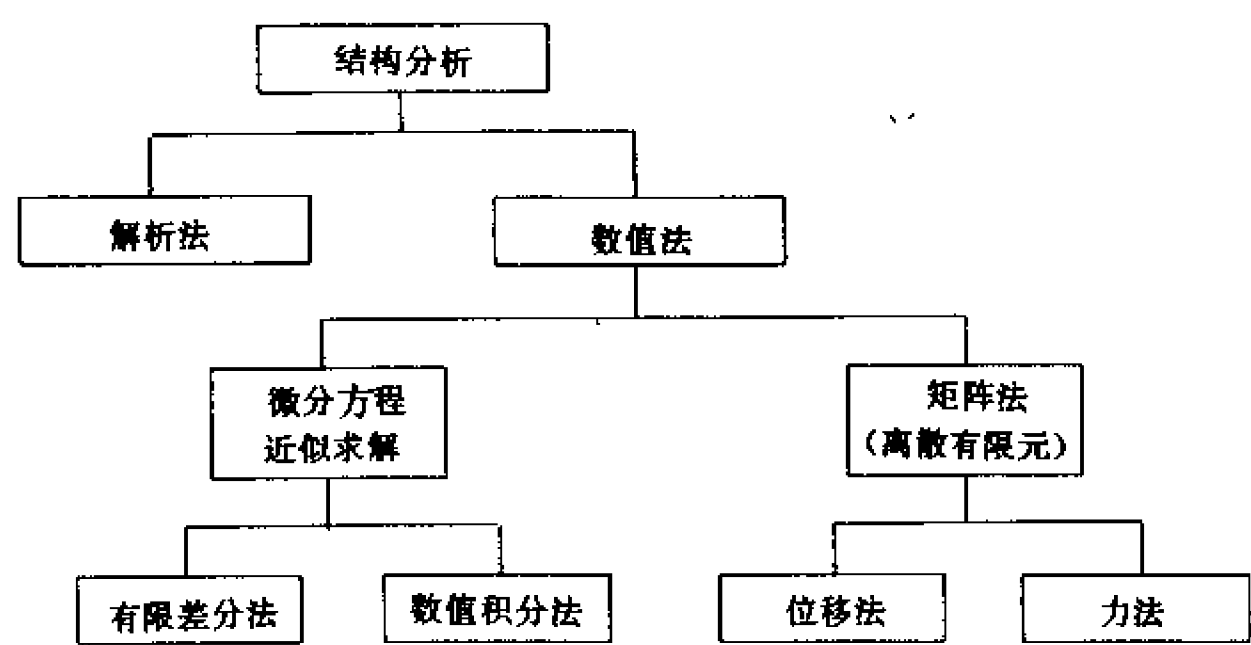 结构分析
解析法
数值法
微分方程
近似求解
矩阵法
(离散有限元)
有限差分法
数值积分法
位移法
力法